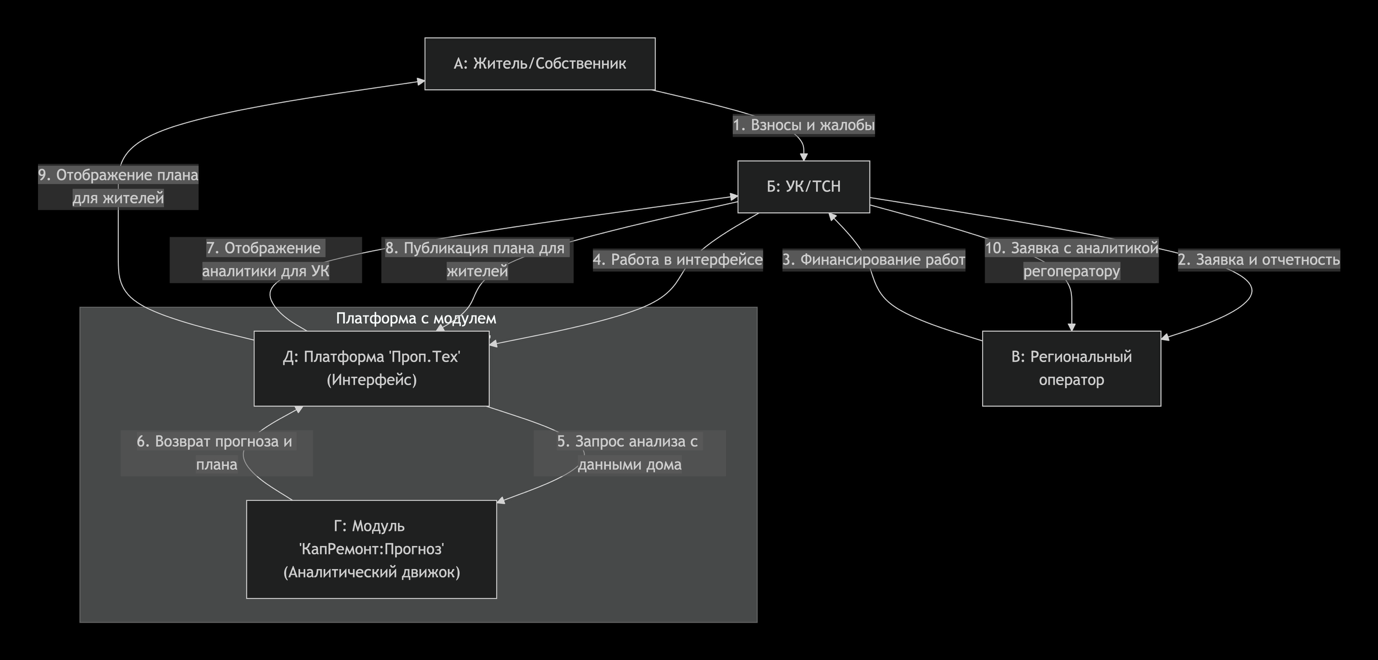 А: Житель/Собственник
1. Взносы и жалобы
9. Отображение плана
для жителей
Б: УК/ТСН
7. Отображение
аналитики для УК
8. Публикация плана для
жителей
4. Работа в интерфейсе
3. Финансирование работ
10. Заявка с аналитикой
регоператору
2. Заявка и отчетность
Платформа с модулем
Д: Платформа 'Проп.Тех'
(Интерфейс)
В: Региональный
оператор
6. Возврат прогноза и
плана
5. Запрос анализа с
данными дома
Г: Модуль
'КапРемонт:Прогноз'
(Аналитический движок)